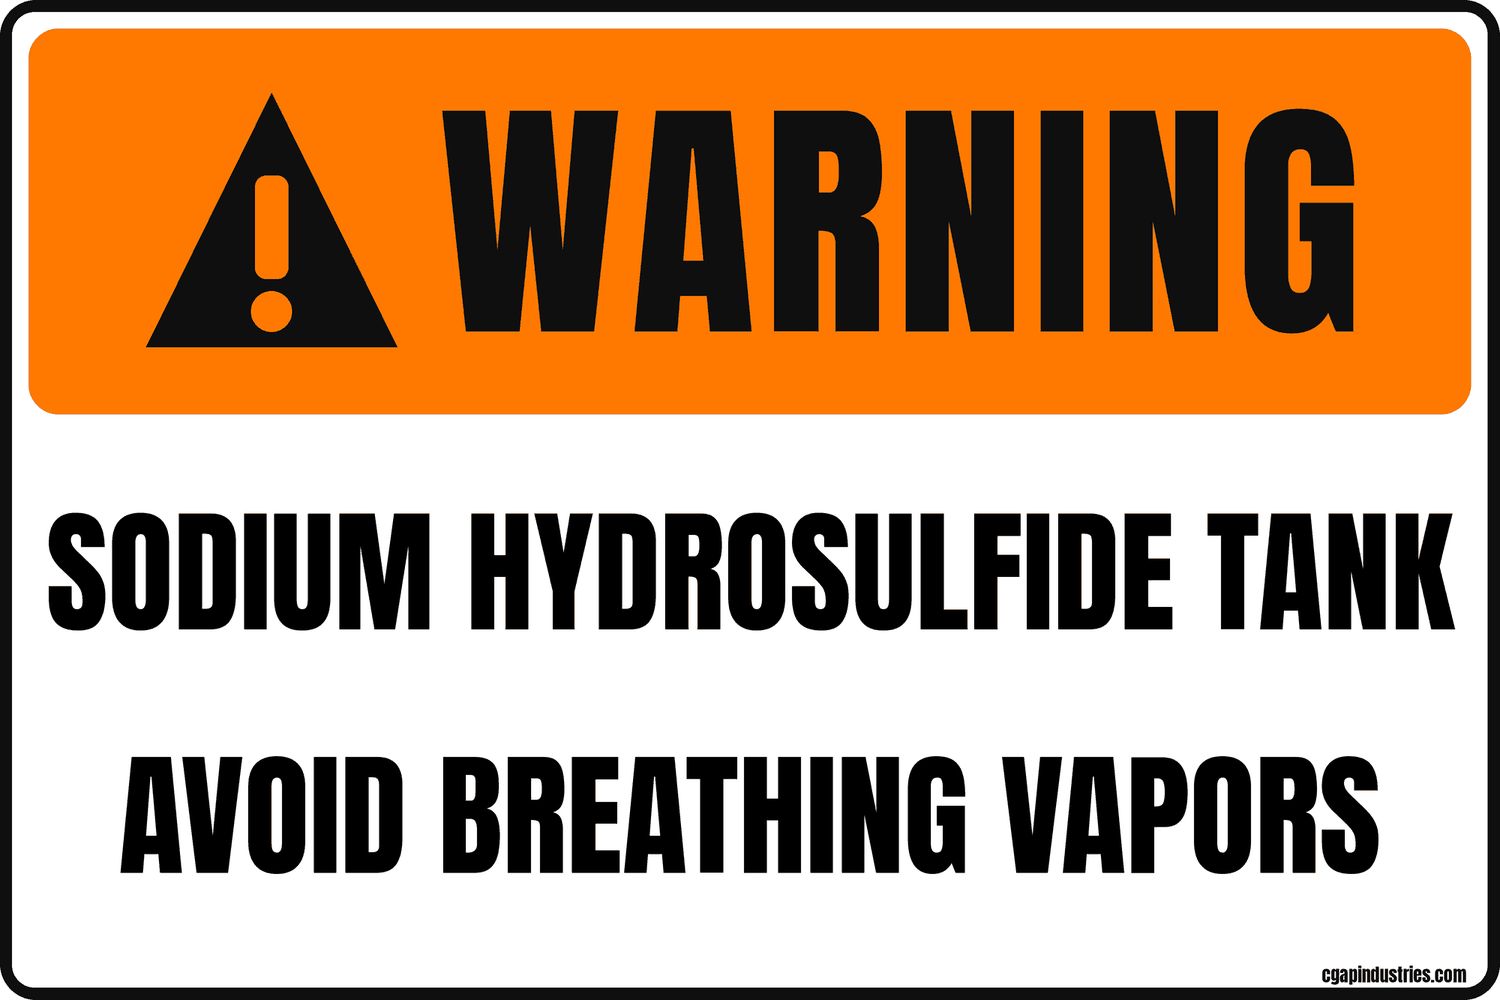 WARNING
SODIUM HYDROSULFIDE TANK
AVOID BREATHING VAPORS
cgapindustries.com